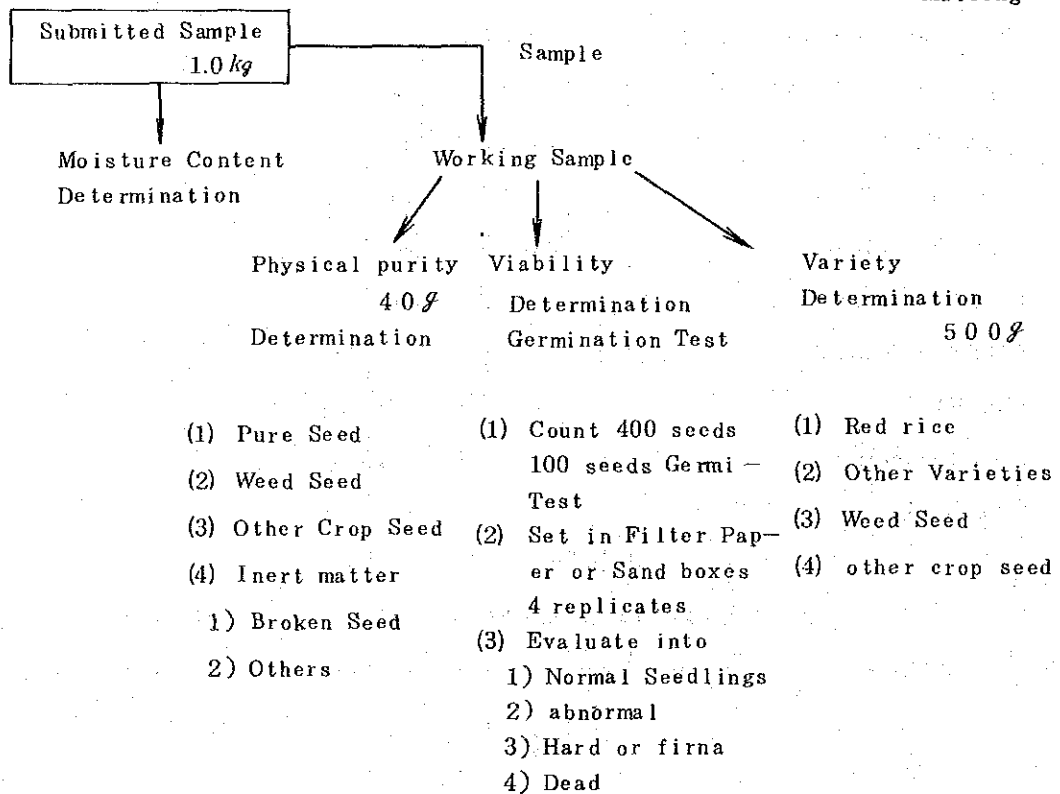 Submitted Sample
1.0 kg
Sample
Moisture Content
Determination
Working Sample
Physical purity
40g
Determination
Viability
Determination
Germination Test
Variety
Determination
500g
(1) Pure Seed
(2) Weed Seed
(3) Other Crop Seed
(4) Inert matter
1) Broken Seed
2) Others
(1) Count 400 seeds
100 seeds Germi-
Test
(2) Set in Filter Pap-
er or Sand boxes
4 replicates
(3) Evaluate into
1) Normal Seedlings
2) abnormal
3) Hard or firna
4) Dead
(1) Red rice
(2) Other Varieties
(3) Weed Seed
(4) other crop seed